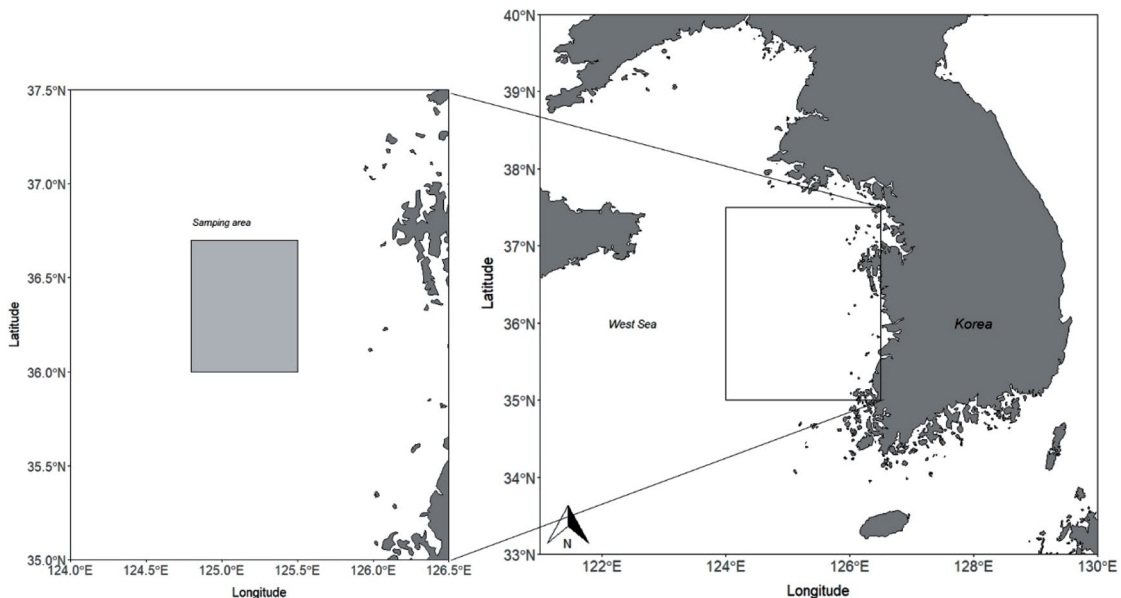 37.5°N
37.0°N
36.5°N
36.0°N
35.5°N
35.0°N
Latitude
Samping area
124.0°E
124.5°E
125.0°E
125.5°E
126.0°E
126.5°E
Longitude
40°N
39°N
38°N
37°N
36°N
35°N
34°N
33°N
Latitude
West Sea
Korea
N
122°E
124°E
126°E
128°E
130°E
Longitude